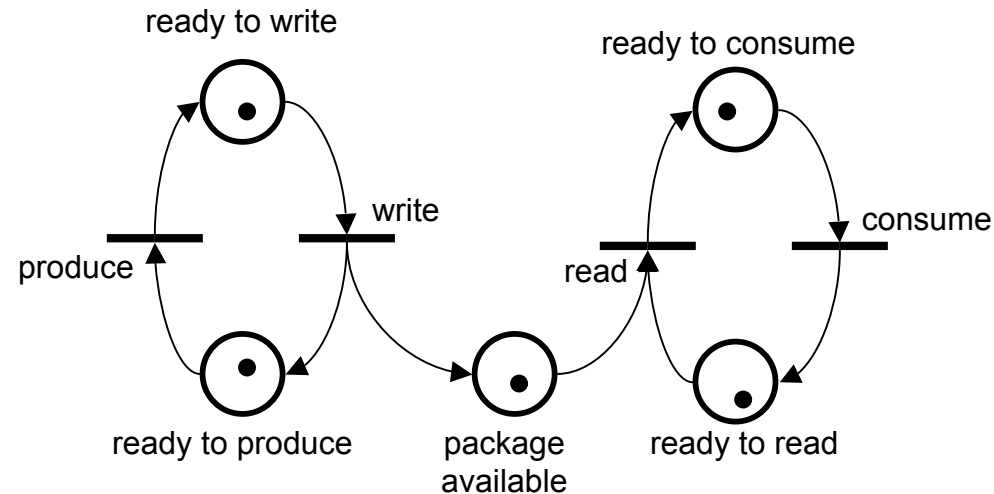 ready to write
ready to consume
write
consume
produce
read
ready to produce
package
available
ready to read